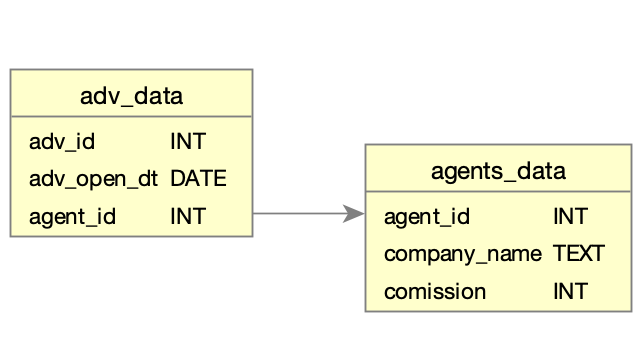 adv_data
adv_id INT
adv_open_dt DATE
agent_id INT
agents_data
agent_id INT
company_name TEXT
comission INT